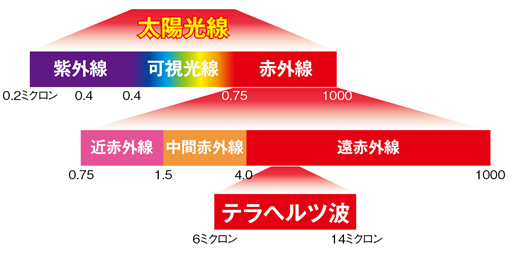 太陽光線
紫外線 可視光線 赤外線
0.2ミクロン 0.4 0.4 0.75 1000
近赤外線 中間赤外線 遠赤外線
0.75 1.5 4.0 1000
テラヘルツ波
6ミクロン 14ミクロン